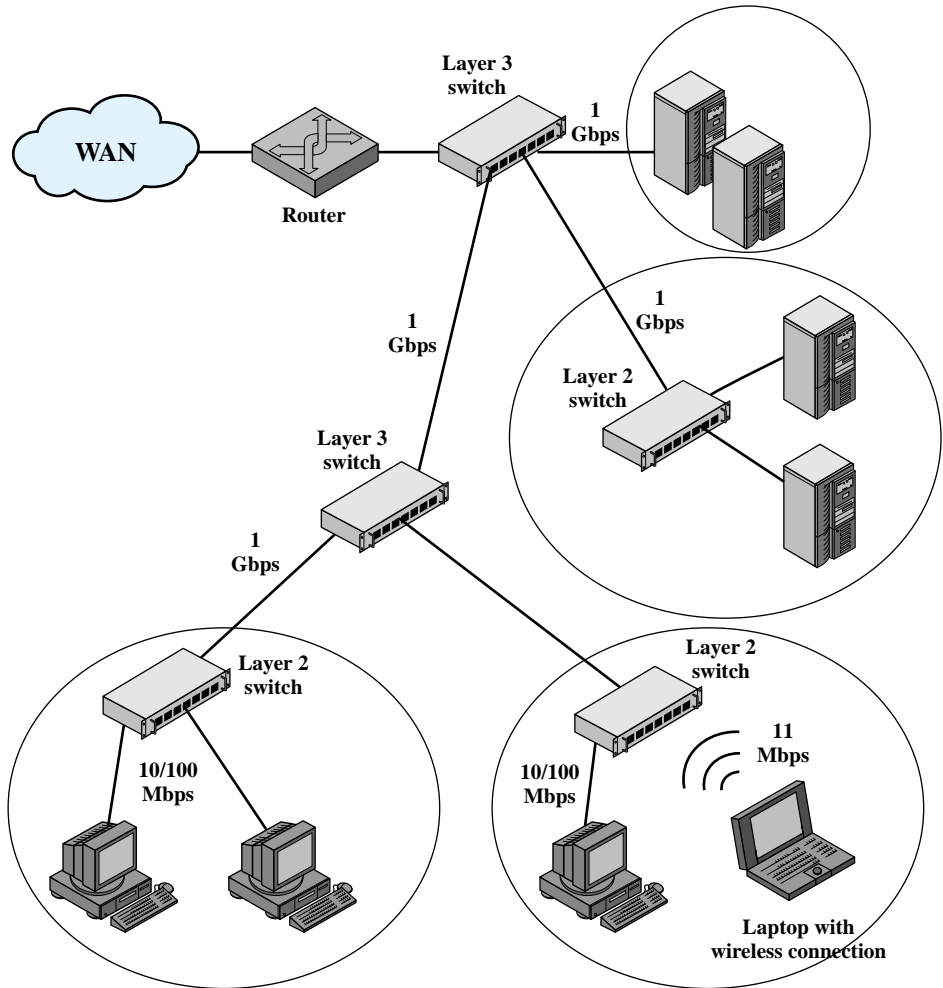 Layer 3
switch
1
Gbps
WAN
Router
1
Gbps
1
Gbps
Layer 2
switch
Layer 3
switch
1
Gbps
Layer 2
switch
Layer 2
switch
11
Mbps
10/100
Mbps
10/100
Mbps
Laptop with
wireless connection